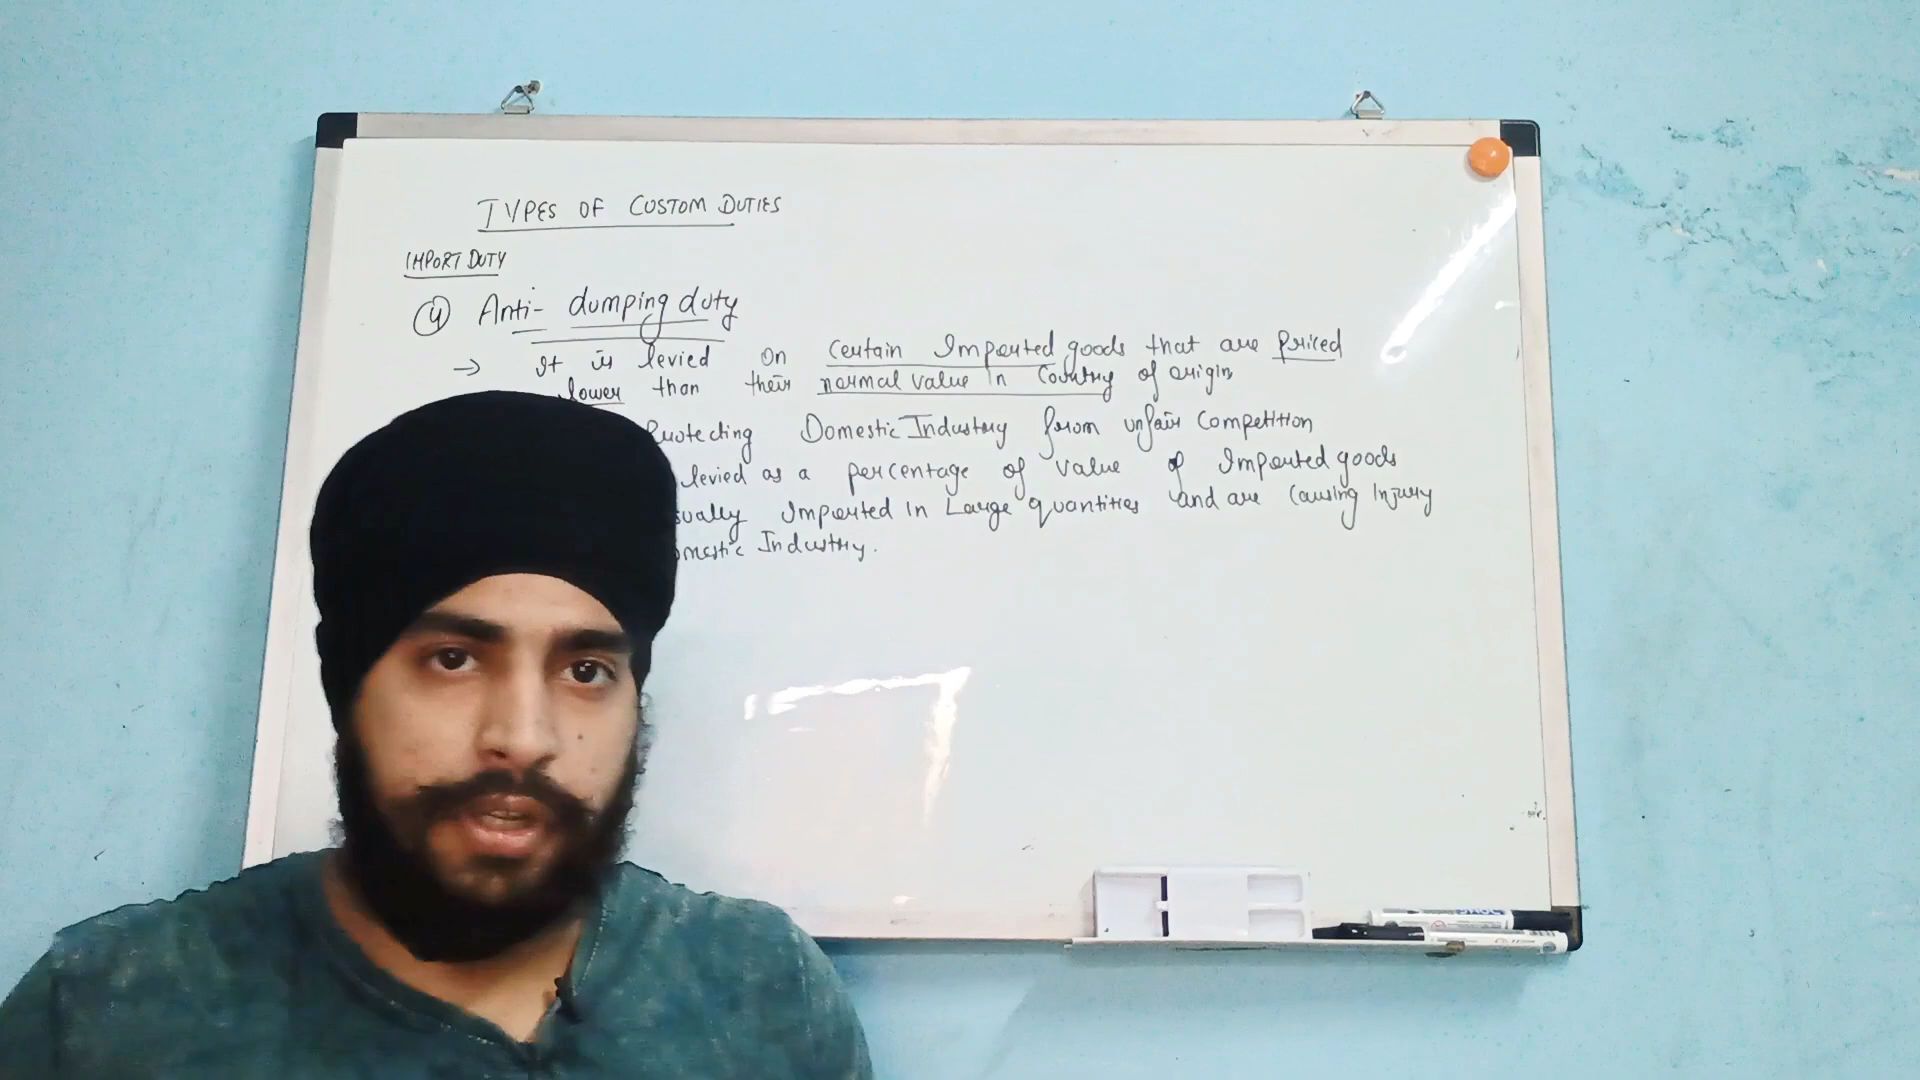 TYPES OF CUSTOM DUTIES
IMPORT DUTY
④ Anti- dumping duty
→ It is levied on certain Imported goods that are priced
lower than their normal value in Country of origin
Protecting Domestic Industry from unfair Competition
levied as a percentage of value of Imported goods
sually Imported in Large quantities and are Causing Injury
mestic Industry.